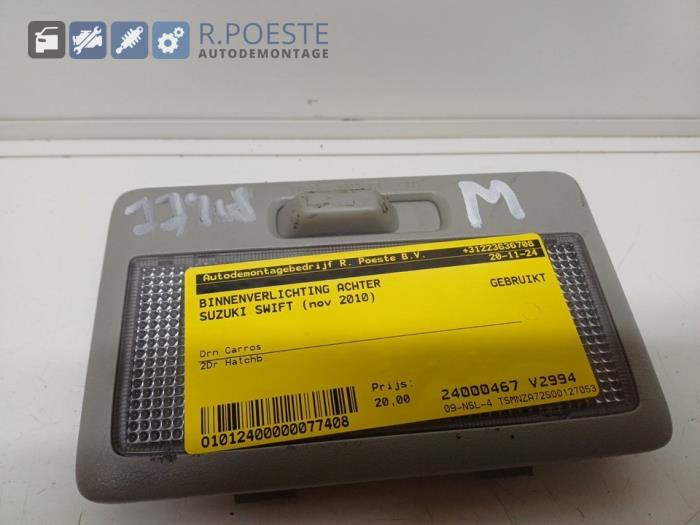 R.POESTE
AUTODEMONTAGE
M
Autodemontagebedrijf R. Poeste B.V.
+31223636708
20-11-24
BINNENVERLICHTING ACHTER
GEBRUIKT
SUZUKI SWIFT (nov 2010)
Drn Carros
2Dr Hatchb
Prijs:
20,00
24000467 V2994
09-NSL-4 TSMNZA72S00127053
01012400000077408